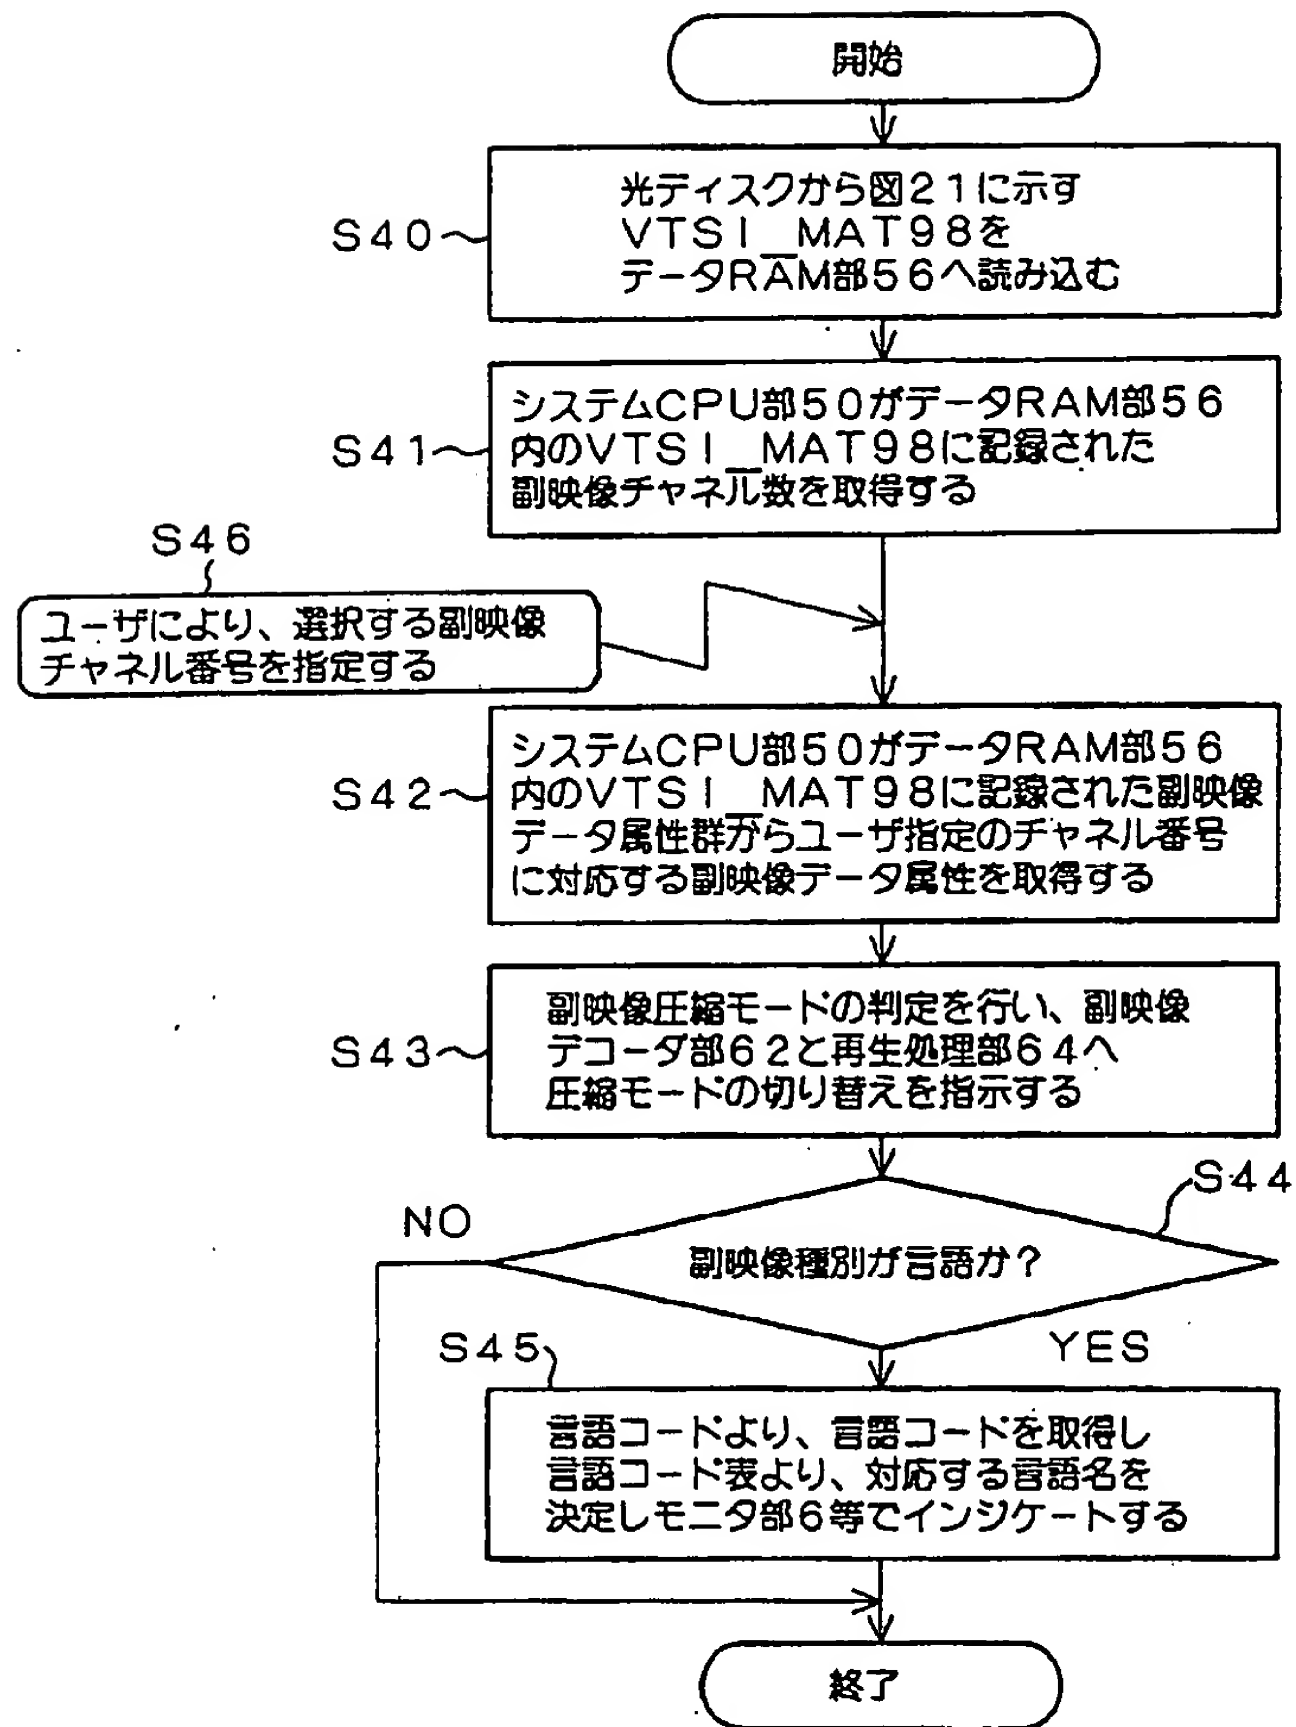 開始
S40
光ディスクから図21に示す
VTSI_MAT98を
データRAM部56へ読み込む
S41
システムCPU部50がデータRAM部56
内のVTSI_MAT98に記録された
副映像チャネル数を取得する
S46
ユーザにより、選択する副映像
チャネル番号を指定する
S42
システムCPU部50がデータRAM部56
内のVTSI_MAT98に記録された副映像
データ属性群からユーザ指定のチャネル番号
に対応する副映像データ属性を取得する
S43
副映像圧縮モードの判定を行い、副映像
デコーダ部62と再生処理部64へ
圧縮モードの切り替えを指示する
S44
NO
副映像種別が言語か?
S45
YES
言語コードより、言語コードを取得し
言語コード表より、対応する言語名を
決定しモニタ部6等でインジケートする
終了